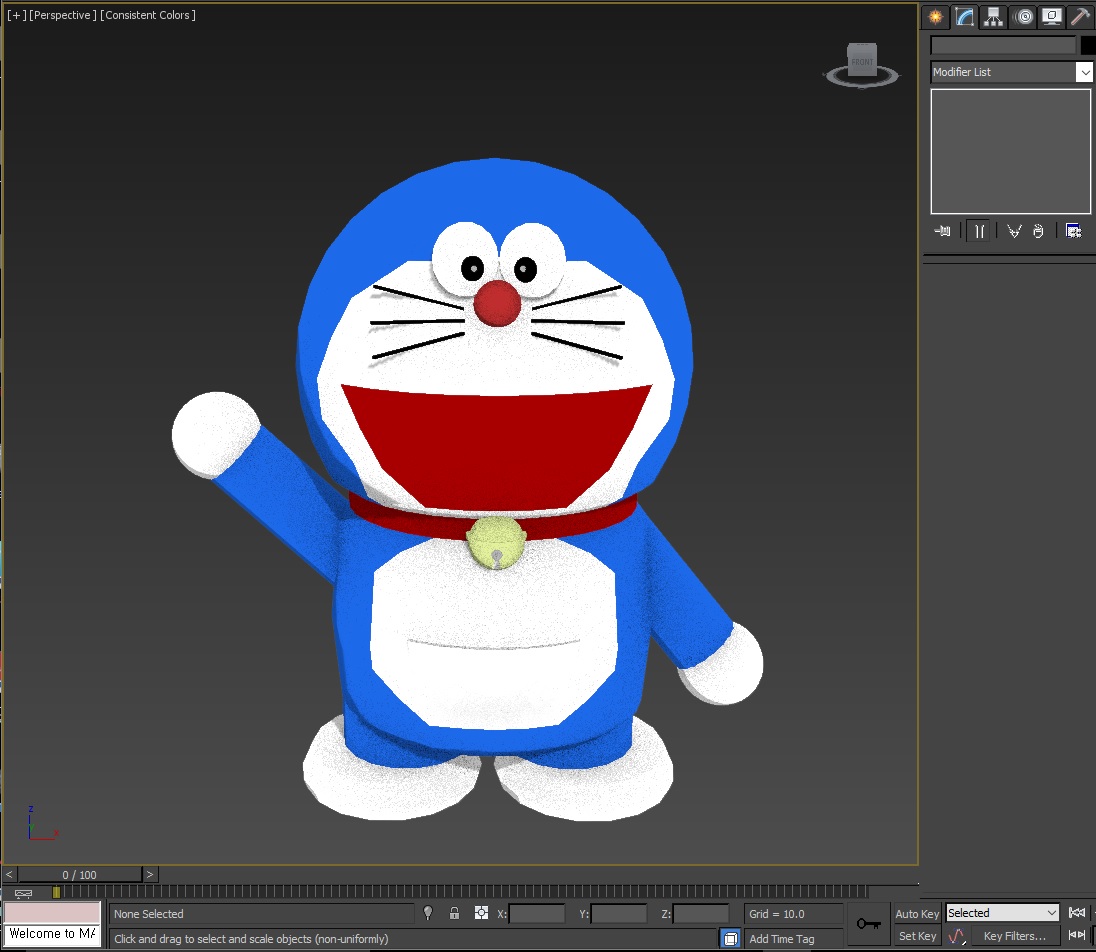 [+] [Perspective ] [Consistent Colors ]
FRONT
Modifier List
z
x
< 0 / 100 >
None Selected
X:
Y:
Z:
Grid = 10.0
Auto Key
Selected
Welcome to MA
Click and drag to select and scale objects (non-uniformly)
Add Time Tag
Set Key
Key Filters...